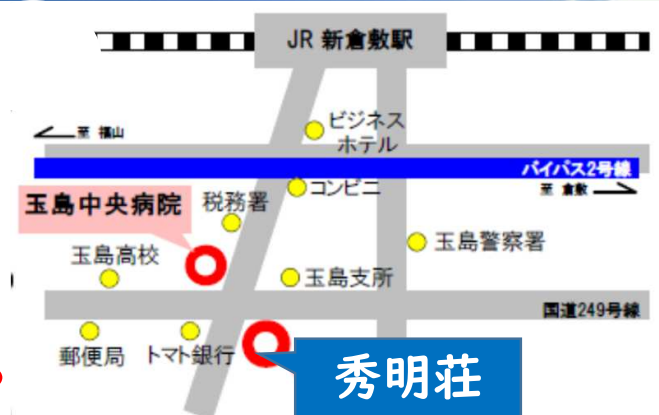 JR 新倉敷駅
ビジネス
ホテル
至 福山
バイパス2号線
至 倉敷
コンビニ
玉島中央病院
税務署
玉島警察署
玉島高校
玉島支所
国道249号線
郵便局
トマト銀行
秀明荘